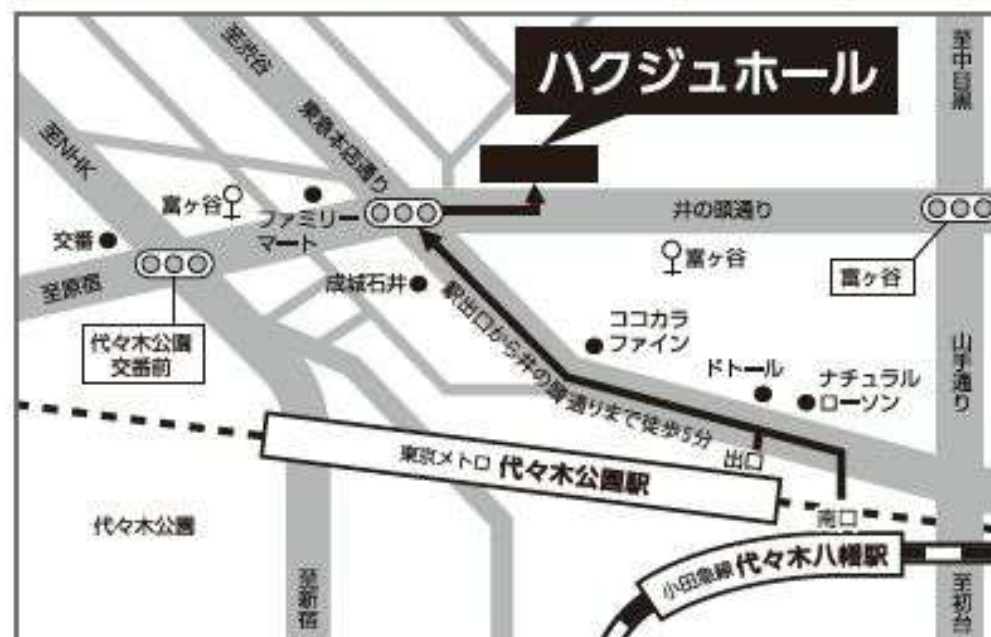 至渋谷
ハクジュホール
至中目黒
至NHK
東急本店通り
富ヶ谷
ファミリー
マート
井の頭通り
交番
富ヶ谷
富ヶ谷
至原宿
成城石井
代々木公園
交番前
駅出口から井の頭通りまで徒歩5分
ココカラ
ファイン
ドトール
ナチュラル
ローソン
山手通り
東京メトロ 代々木公園駅
出口
代々木公園
南口
小田急線 代々木八幡駅
至新宿
至初台